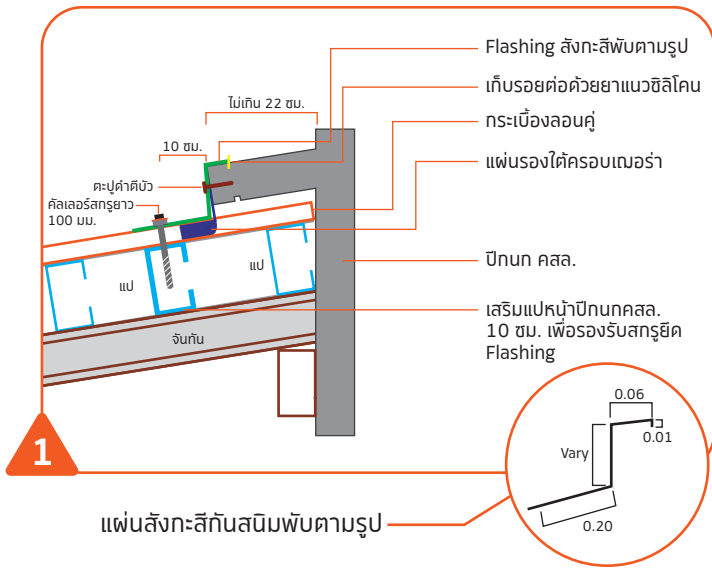 Flashing สังกะสีพับตามรูป
เก็บรอยต่อด้วยยาแนวซิลิโคน
กระเบื้องลอนคู่
แผ่นรองใต้ครอบเฌอร่า
ไม่เกิน 22 ซม.
10 ซม.
ตะปูคำตีบัว
คัลเลอร์สกรูยาว
100 มม.
แป
แป
จันทัน
ปีกนก คสล.
เสริมแปหน้าปีกนกคสล.
10 ซม. เพื่อรองรับสกรูยึด
Flashing
1
0.06
0.01
Vary
0.20
แผ่นสังกะสีกันสนิมพับตามรูป